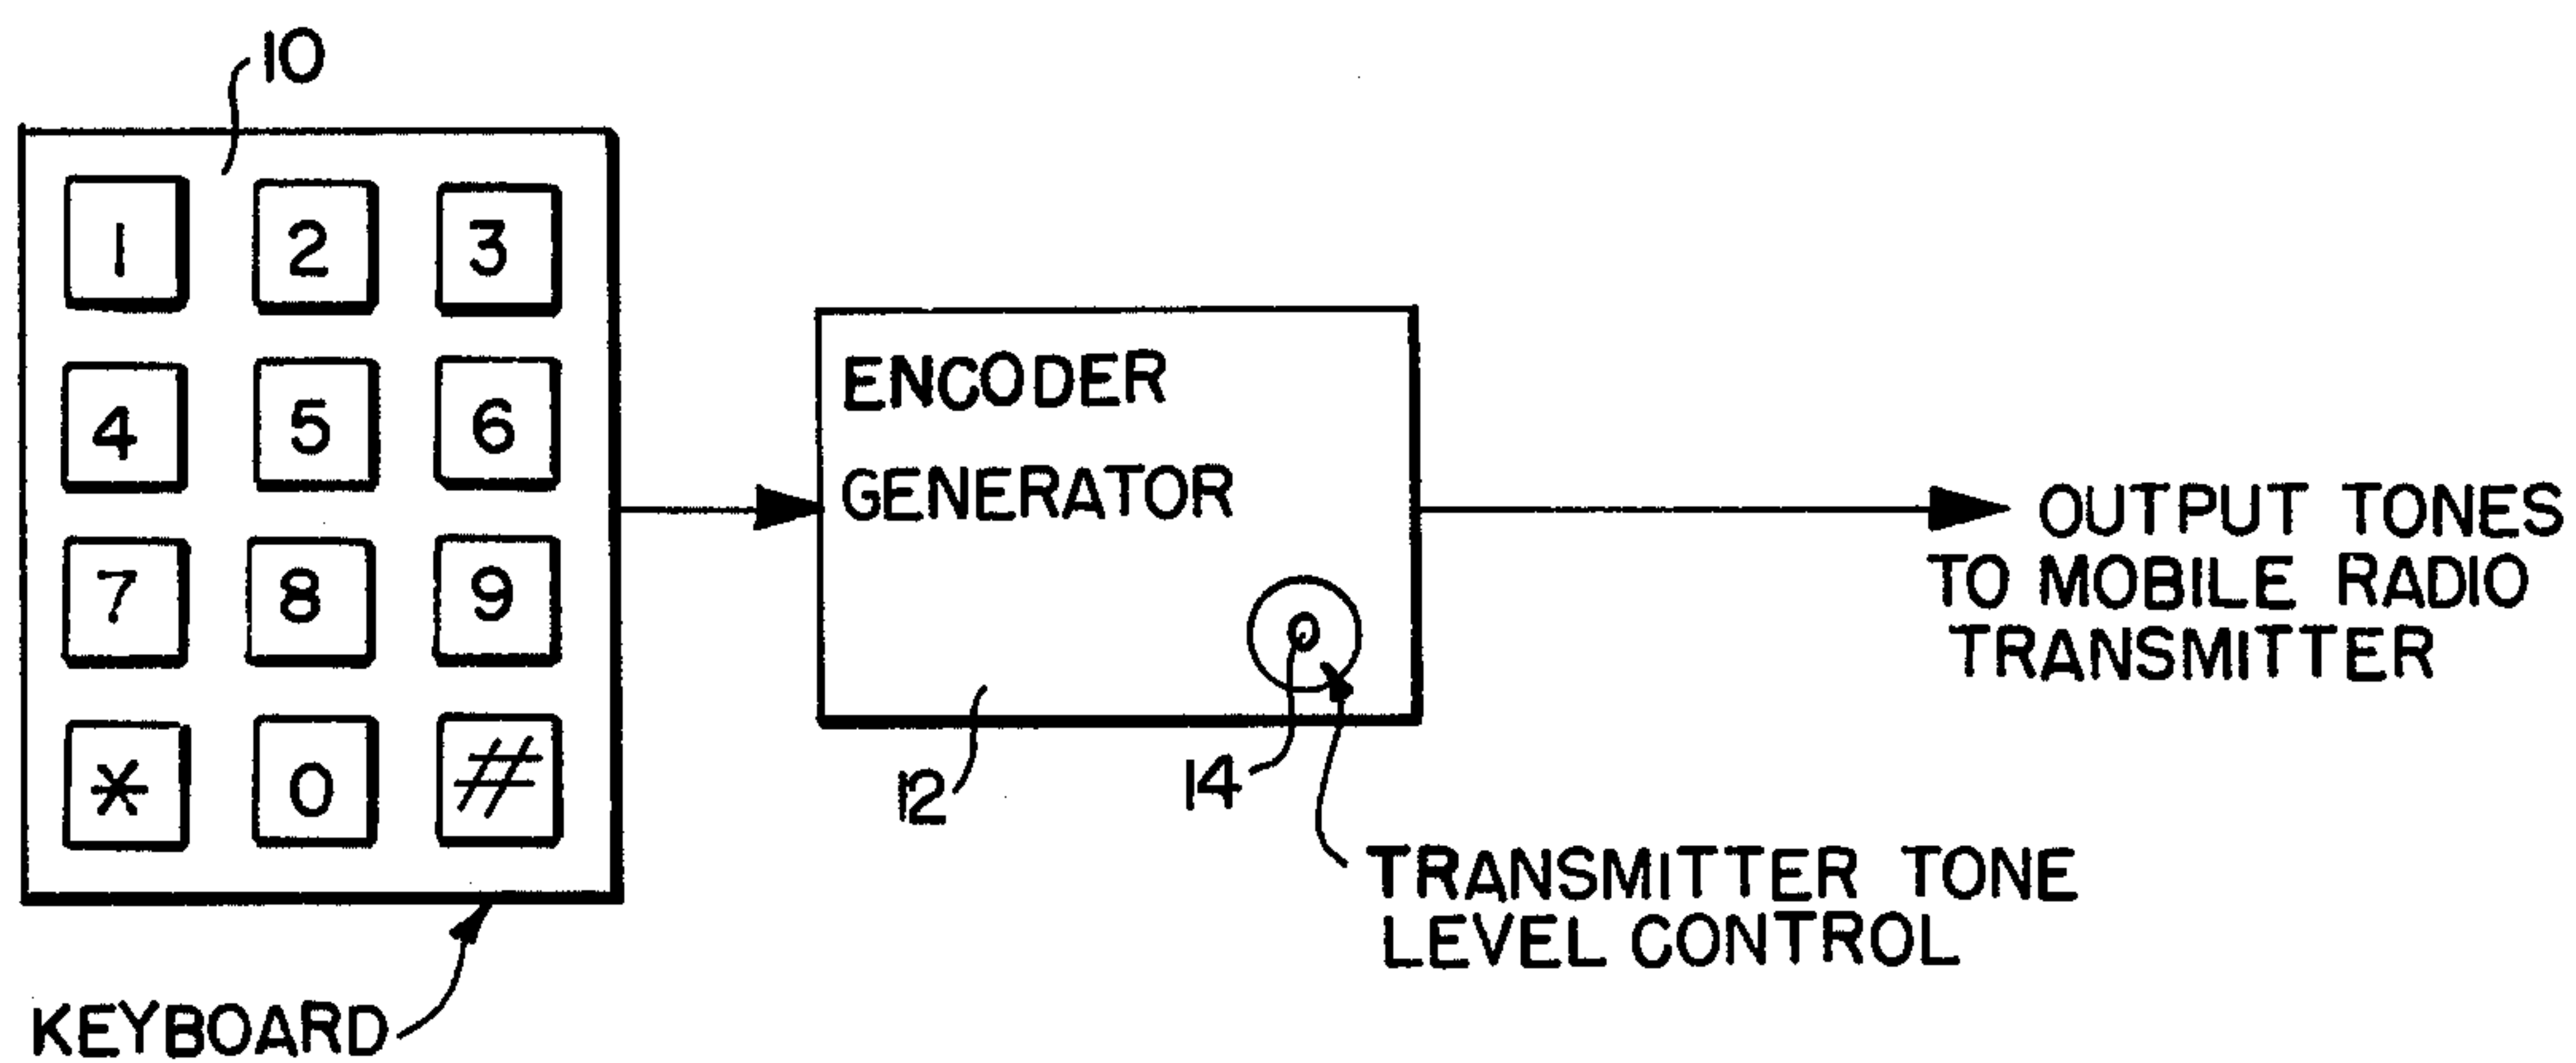 10
1 2 3
4 5 6
7 8 9
* 0 #
KEYBOARD
ENCODER
GENERATOR
12
14
TRANSMITTER TONE
LEVEL CONTROL
OUTPUT TONES
TO MOBILE RADIO
TRANSMITTER